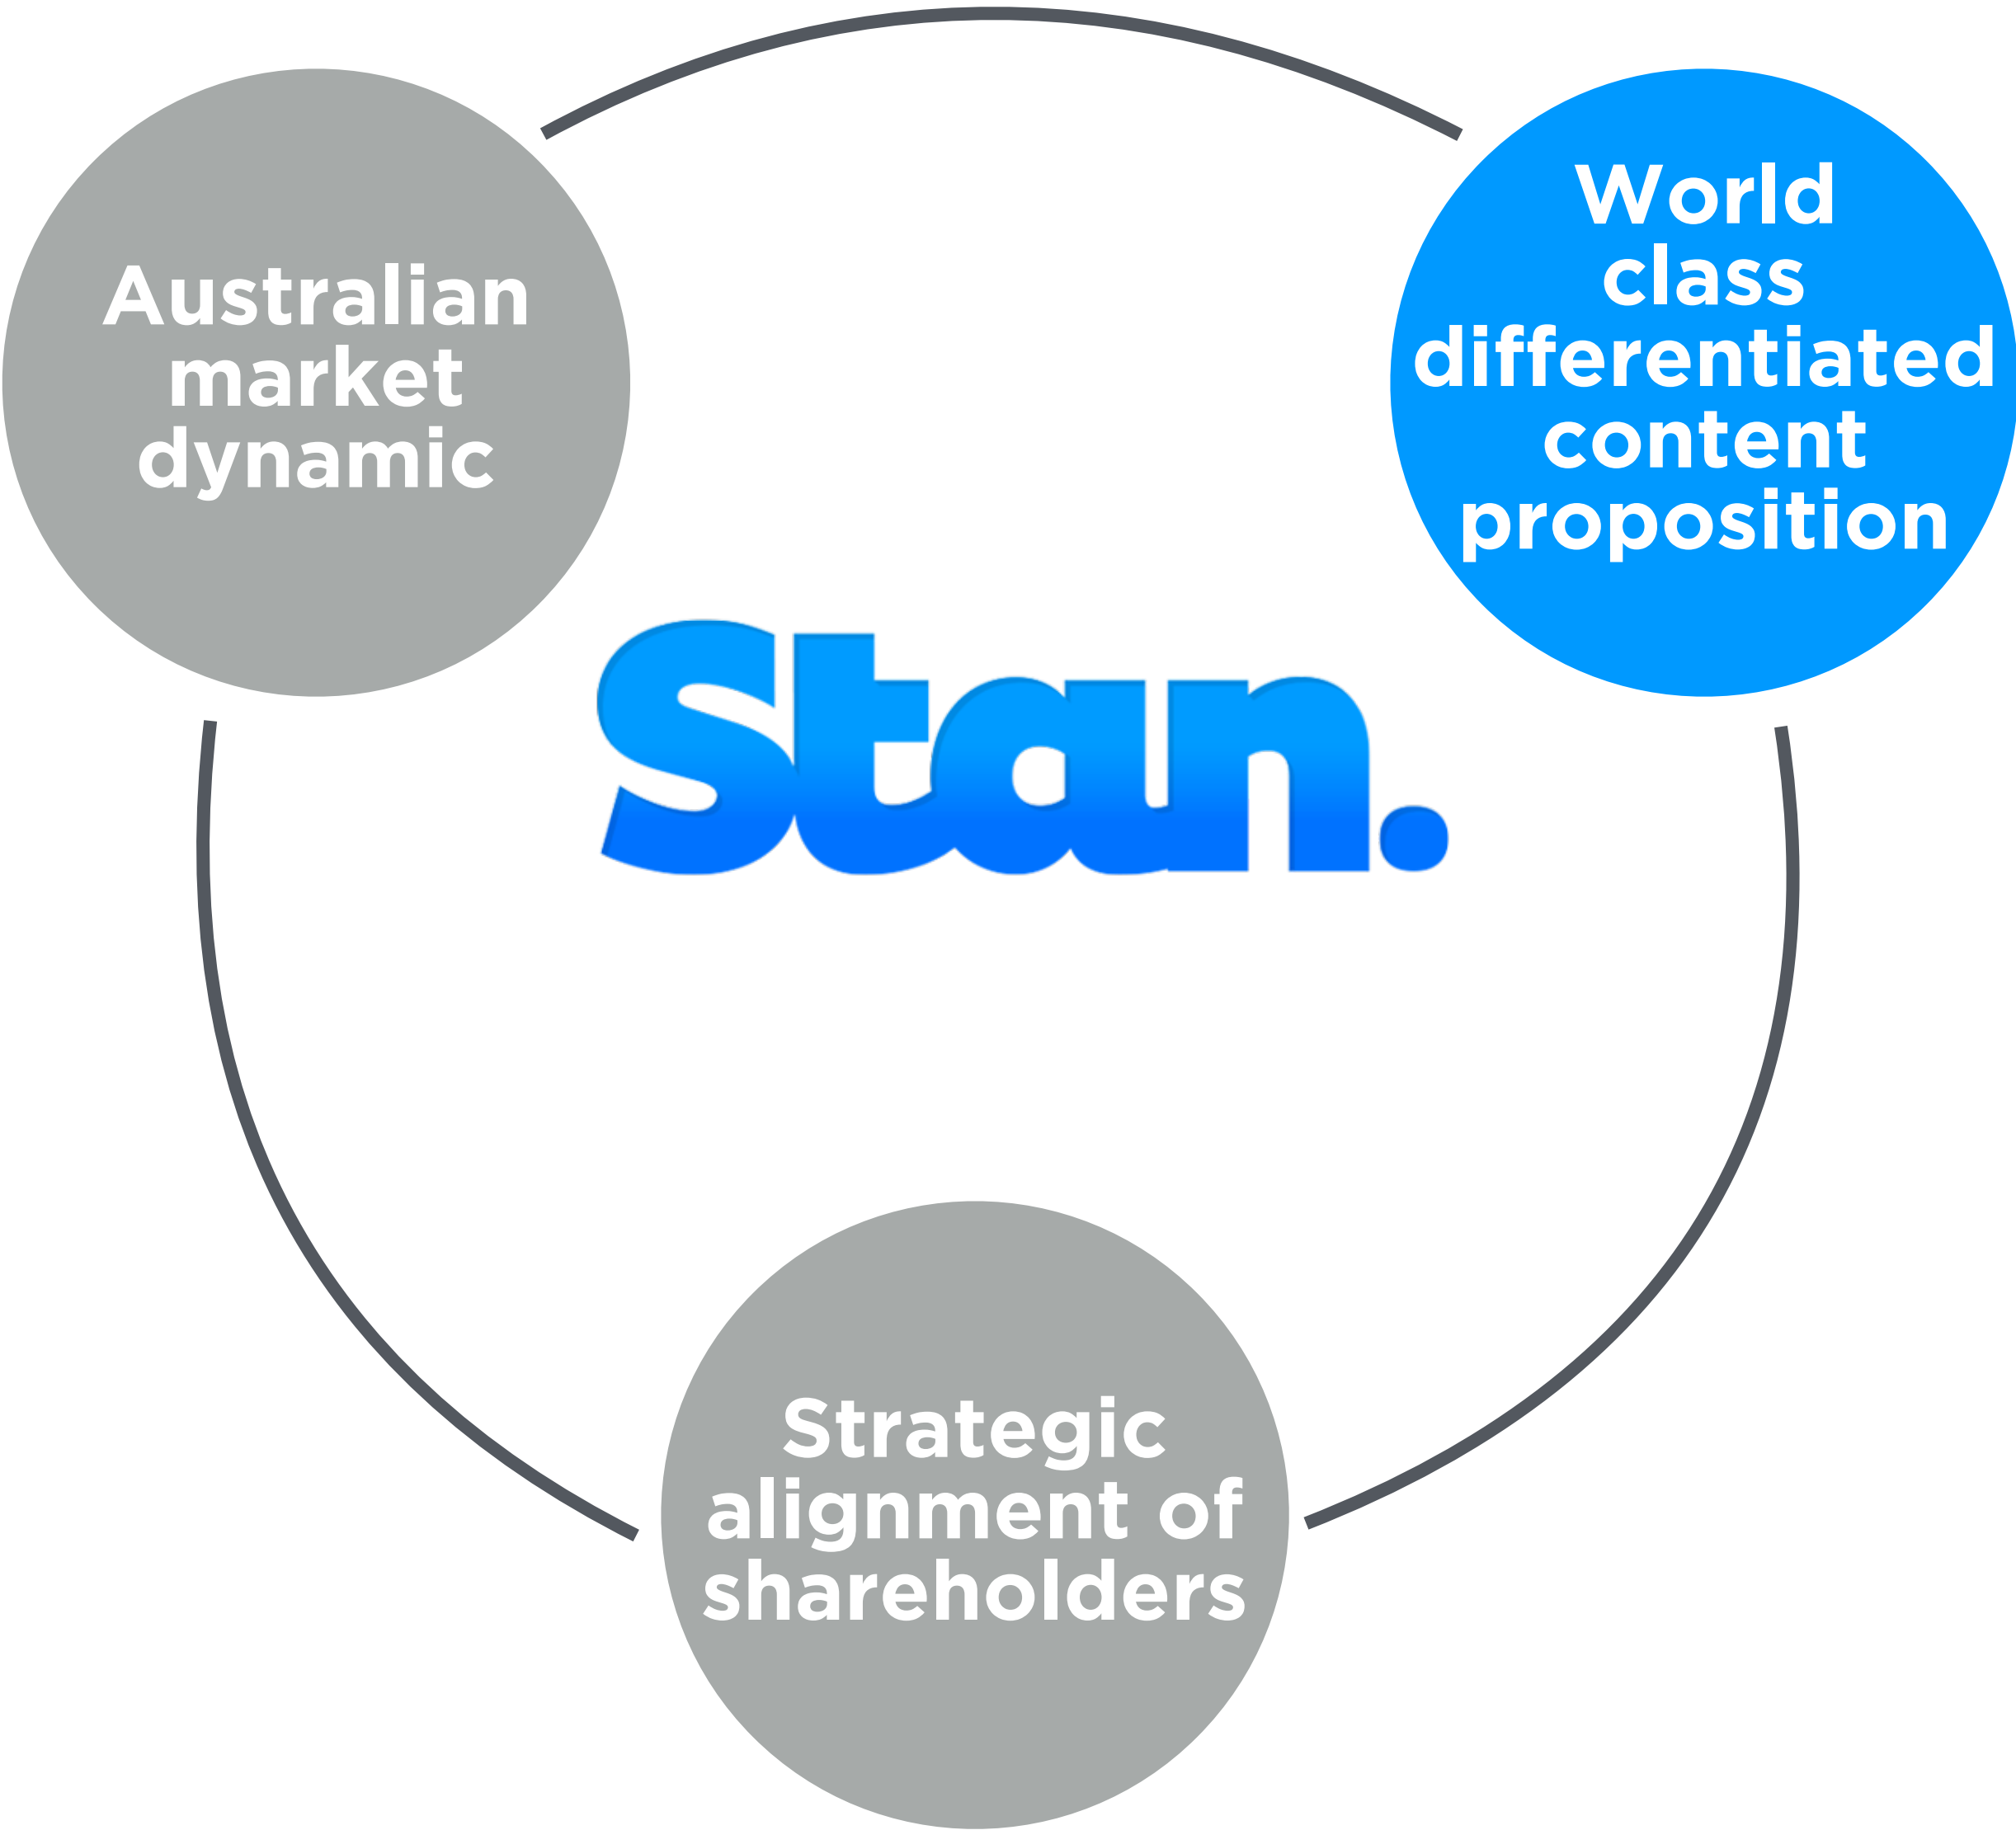 Australian
market
dynamic
World
class
differentiated
content
proposition
Stan.
Strategic
alignment of
shareholders